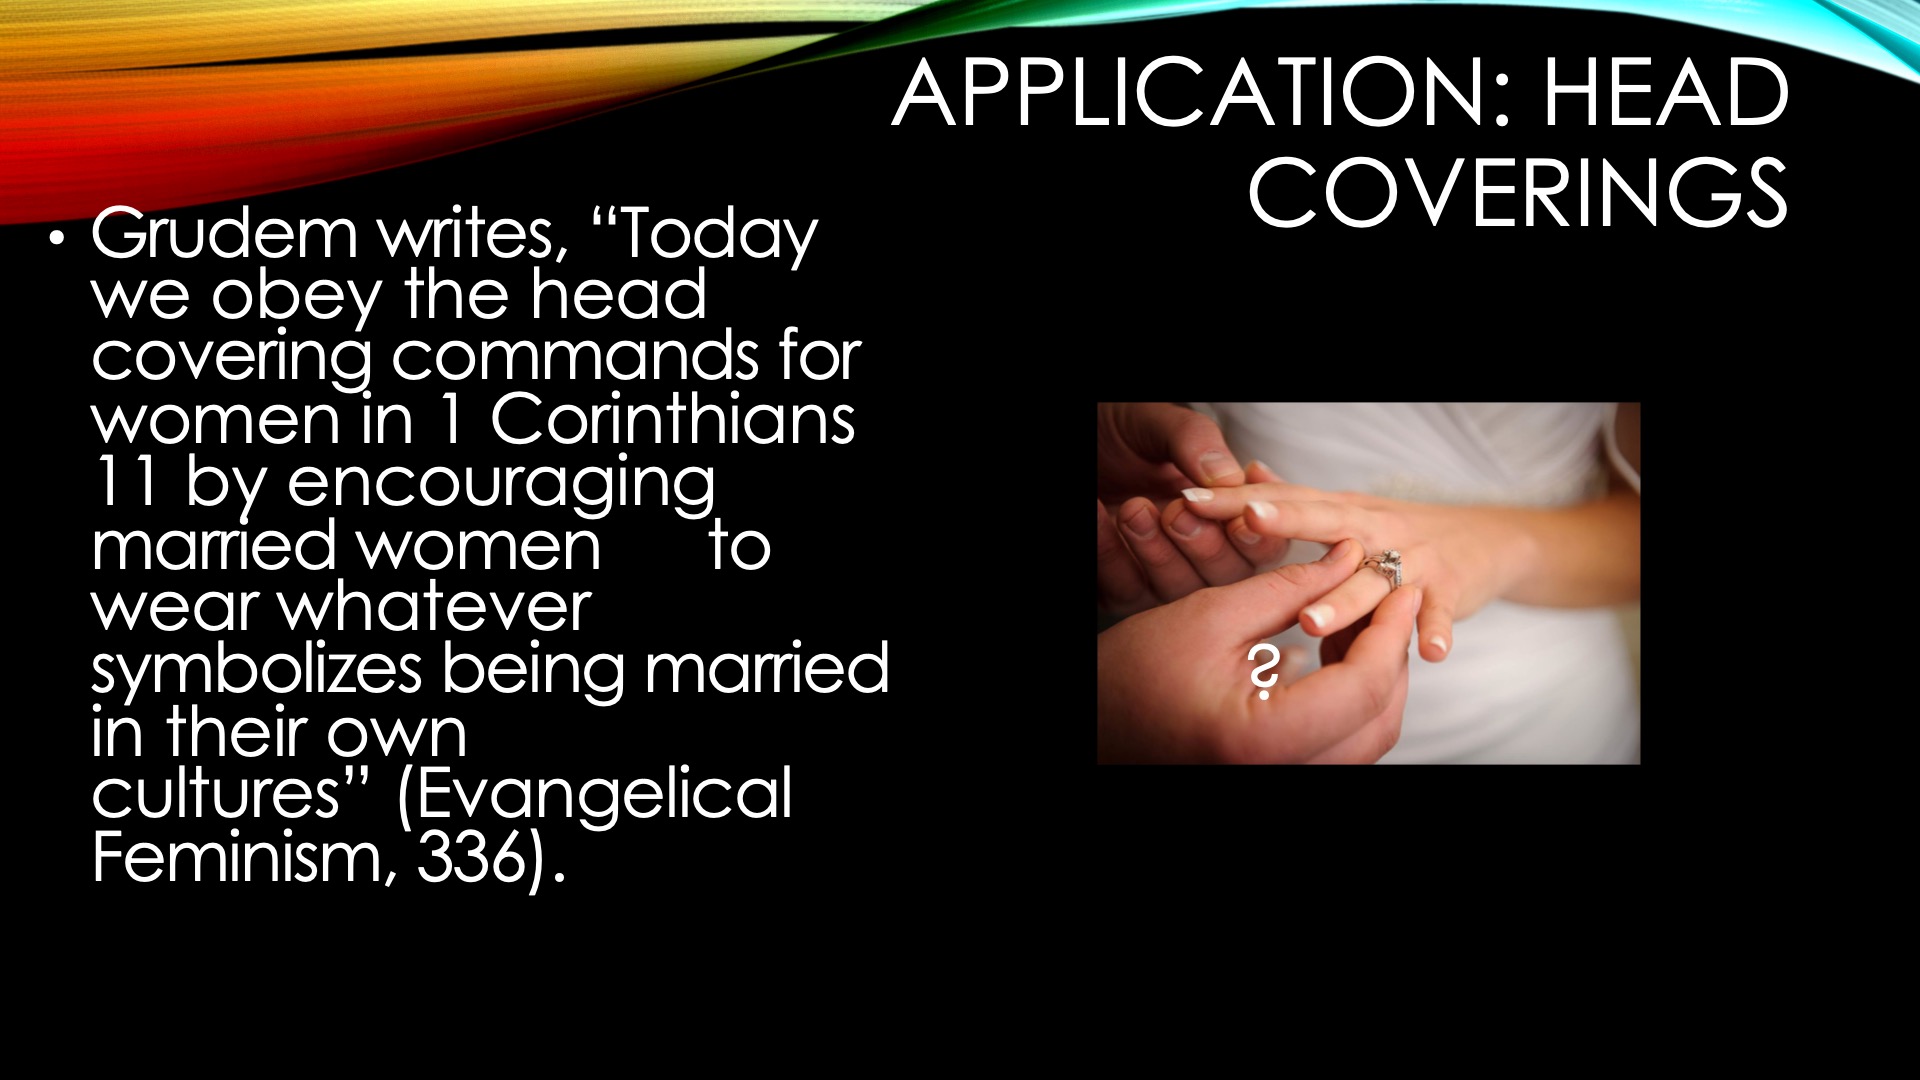 APPLICATION: HEAD
COVERINGS
• Grudem writes, “Today
we obey the head
covering commands for
women in 1 Corinthians
11 by encouraging
married women to
wear whatever
symbolizes being married
in their own
cultures” (Evangelical
Feminism, 336).
?